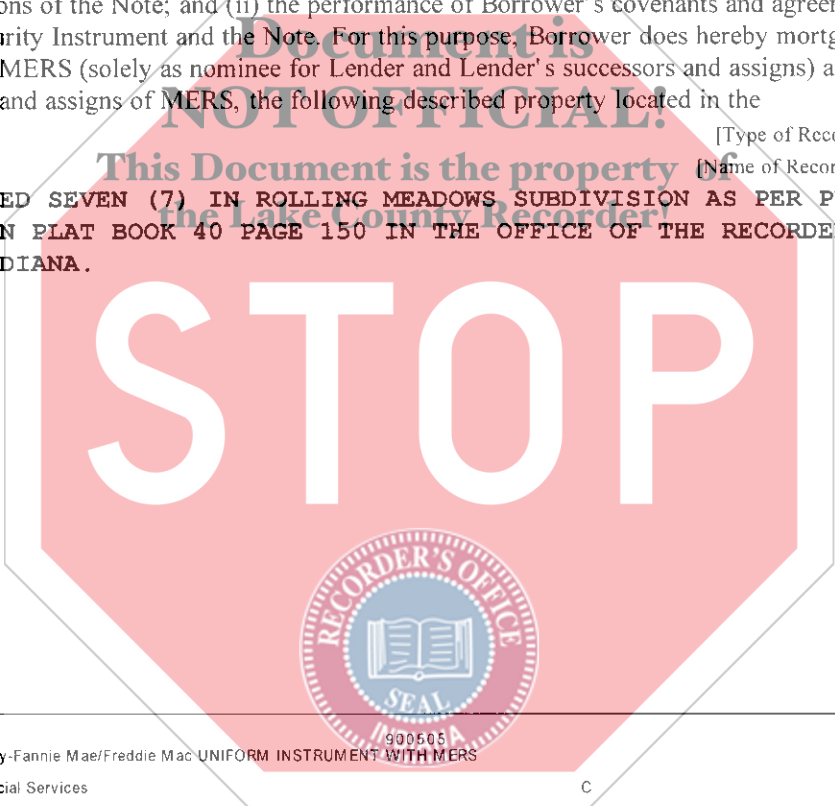 ons of the Note; and (ii) the performance of Borrower's covenants and agreer
rity Instrument and the Note. For this purpose, Borrower does hereby mortg
Document is
MERS (solely as nominee for Lender and Lender's successors and assigns) a
and assigns of MERS, the following described property located in the
NOT OFFICIAL!
[Type of Reco
This Document is the property of
[Name of Recor
ED SEVEN (7) IN ROLLING MEADOWS SUBDIVISION AS PER P
the Lake County Recorder!
N PLAT BOOK 40 PAGE 150 IN THE OFFICE OF THE RECORDE
DIANA.
STOP
RECORDER'S OFFICE
SEAL
INDIANA
900505
y-Fannie Mae/Freddie Mac UNIFORM INSTRUMENT WITH MERS
cial Services
C